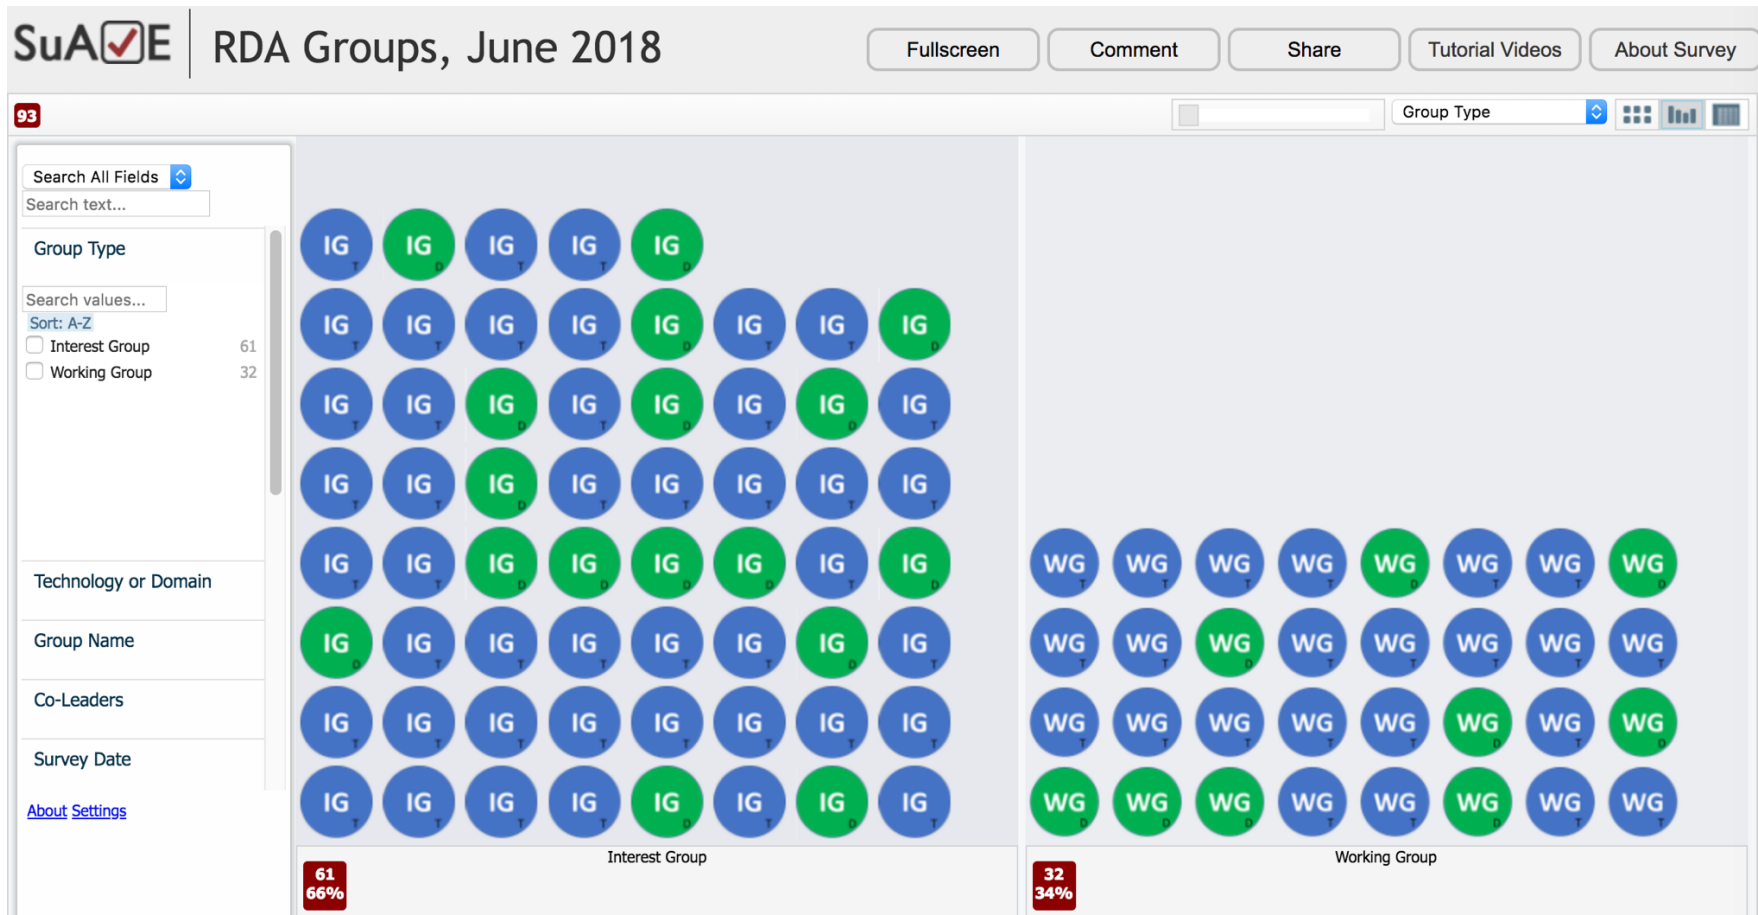 SuAVE RDA Groups, June 2018 Fullscreen Comment Share Tutorial Videos About Survey
93 Group Type
Search All Fields
Search text...
Group Type
Search values...
Sort: A-Z
Interest Group 61
Working Group 32
Technology or Domain
Group Name
Co-Leaders
Survey Date
About Settings
IG T IG D IG T IG T IG D
IG T IG T IG T IG T IG D IG T IG T IG D
IG T IG T IG D IG T IG D IG T IG D IG T
IG T IG T IG D IG T IG T IG T IG T IG T
IG T IG T IG D IG D IG D IG D IG T IG D
IG D IG T IG T IG T IG T IG T IG D IG T
IG T IG T IG T IG T IG T IG T IG T IG T
IG T IG T IG T IG T IG D IG T IG D IG T
Interest Group
61
66%
WG T WG T WG T WG T WG D WG T WG T WG D
WG T WG T WG D WG T WG T WG T WG T WG T
WG T WG T WG T WG T WG T WG D WG T WG D
WG D WG D WG D WG T WG T WG D WG T WG T
Working Group
32
34%